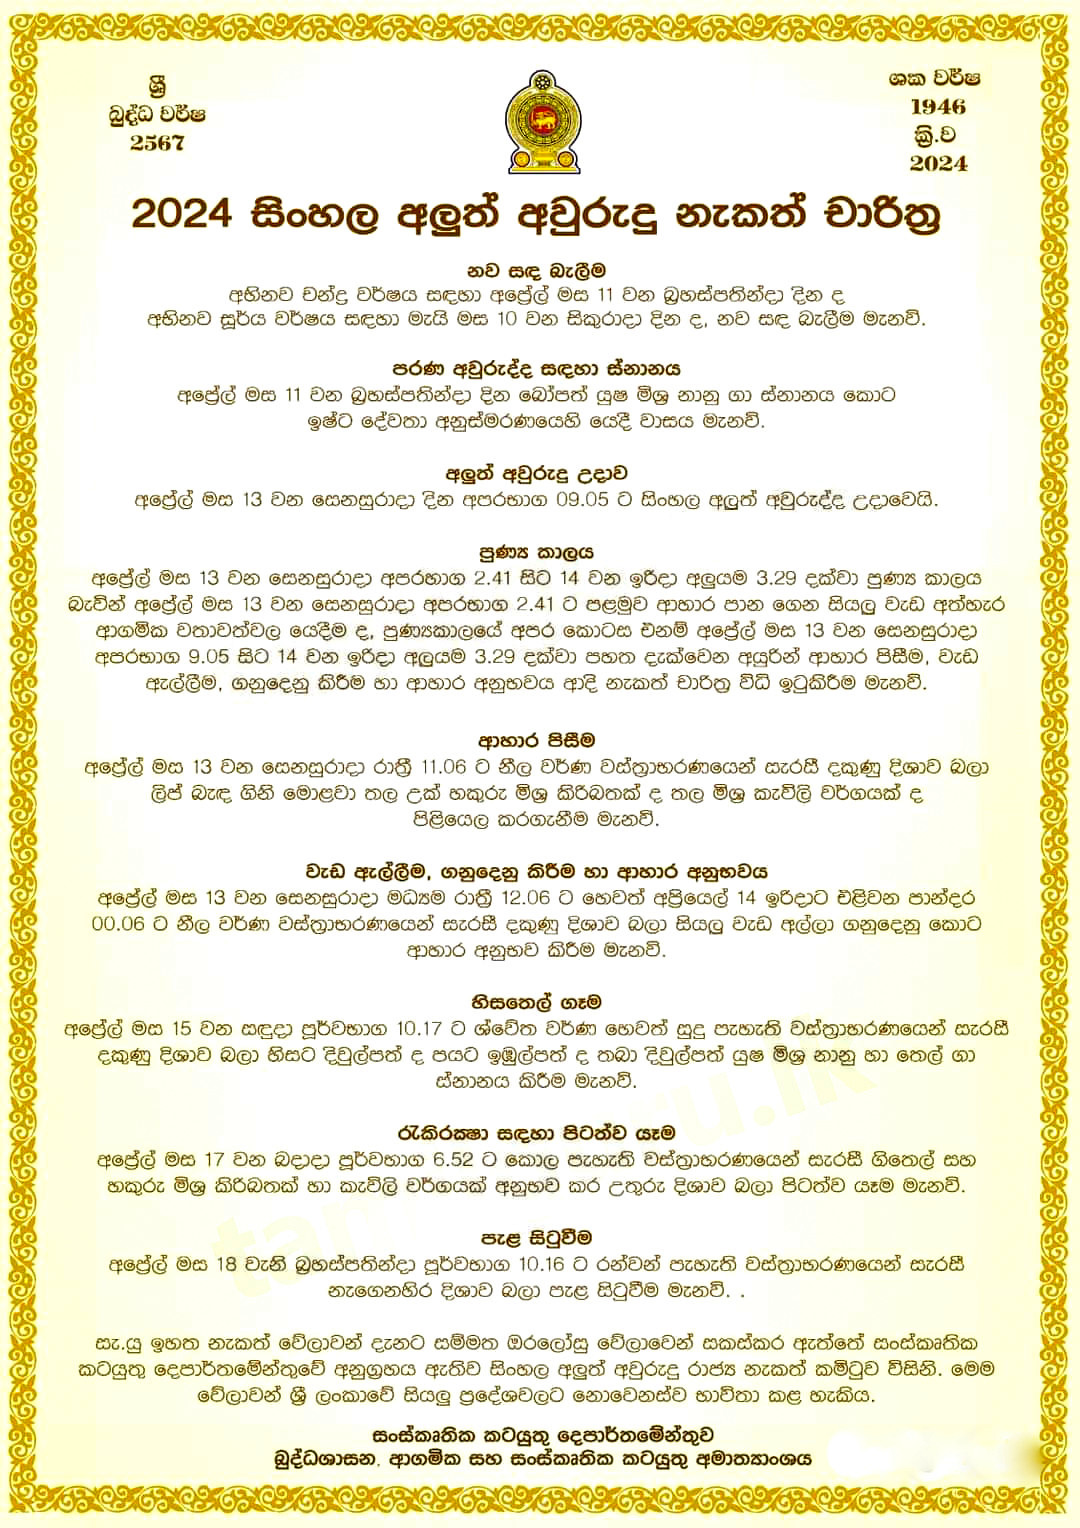 ශ්‍රී
බුද්ධ වර්ෂ
2567
ශක වර්ෂ
1946
ක්‍රි.ව
2024
2024 සිංහල අලුත් අවුරුදු නැකත් චාරිත්‍ර
නව සඳ බැලීම
අභිනව චන්ද්‍ර වර්ෂය සඳහා අප්‍රේල් මස 11 වන බ්‍රහස්පතින්දා දින ද
අභිනව සූර්ය වර්ෂය සඳහා මැයි මස 10 වන සිකුරාදා දින ද, නව සඳ බැලීම මැනවි.
පරණ අවුරුද්ද සඳහා ස්නානය
අප්‍රේල් මස 11 වන බ්‍රහස්පතින්දා දින බෝපත් යුෂ මිශ්‍ර නානු ගා ස්නානය කොට
ඉෂ්ට දේවතා අනුස්මරණයෙහි යෙදී වාසය මැනවි.
අලුත් අවුරුදු උදාව
අප්‍රේල් මස 13 වන සෙනසුරාදා දින අපරභාග 09.05 ට සිංහල අලුත් අවුරුද්ද උදාවෙයි.
පුණ්‍ය කාලය
අප්‍රේල් මස 13 වන සෙනසුරාදා අපරභාග 2.41 සිට 14 වන ඉරිදා අලුයම 3.29 දක්වා පුණ්‍ය කාලය
බැවින් අප්‍රේල් මස 13 වන සෙනසුරාදා අපරභාග 2.41 ට පළමුව ආහාර පාන ගෙන සියලු වැඩ අත්හැර
ආගමික වතාවත්වල යෙදීම ද, පුණ්‍යකාලයේ අපර කොටස එනම් අප්‍රේල් මස 13 වන සෙනසුරාදා
අපරභාග 9.05 සිට 14 වන ඉරිදා අලුයම 3.29 දක්වා පහත දැක්වෙන අයුරින් ආහාර පිසීම, වැඩ
ඇල්ලීම, ගනුදෙනු කිරීම හා ආහාර අනුභවය ආදි නැකත් චාරිත්‍ර විධි ඉටුකිරීම මැනවි.
ආහාර පිසීම
අප්‍රේල් මස 13 වන සෙනසුරාදා රාත්‍රී 11.06 ට නීල වර්ණ වස්ත්‍රාභරණයෙන් සැරසී දකුණු දිශාව බලා
ලිප් බැඳ ගිනි මොළවා තල උක් හකුරු මිශ්‍ර කිරිබතක් ද තල මිශ්‍ර කැවිලි වර්ගයක් ද
පිළියෙල කරගැනීම මැනවි.
වැඩ ඇල්ලීම, ගනුදෙනු කිරීම හා ආහාර අනුභවය
අප්‍රේල් මස 13 වන සෙනසුරාදා මධ්‍යම රාත්‍රී 12.06 ට හෙවත් අප්‍රියෙල් 14 ඉරිදාට එළිවන පාන්දර
00.06 ට නීල වර්ණ වස්ත්‍රාභරණයෙන් සැරසී දකුණු දිශාව බලා සියලු වැඩ අල්ලා ගනුදෙනු කොට
ආහාර අනුභව කිරීම මැනවි.
හිසතෙල් ගෑම
අප්‍රේල් මස 15 වන සඳුදා පූර්වභාග 10.17 ට ශ්වේත වර්ණ හෙවත් සුදු පැහැති වස්ත්‍රාභරණයෙන් සැරසී
දකුණු දිශාව බලා හිසට දිවුල්පත් ද පයට ඉඹුල්පත් ද තබා දිවුල්පත් යුෂ මිශ්‍ර නානු හා තෙල් ගා
ස්නානය කිරීම මැනවි.
රැකිරක්‍ෂා සඳහා පිටත්ව යෑම
අප්‍රේල් මස 17 වන බදාදා පූර්වභාග 6.52 ට කොල පැහැති වස්ත්‍රාභරණයෙන් සැරසී ගිතෙල් සහ
හකුරු මිශ්‍ර කිරිබතක් හා කැවිලි වර්ගයක් අනුභව කර උතුරු දිශාව බලා පිටත්ව යෑම මැනවි.
පැළ සිටුවීම
අප්‍රේල් මස 18 වැනි බ්‍රහස්පතින්දා පූර්වභාග 10.16 ට රන්වන් පැහැති වස්ත්‍රාභරණයෙන් සැරසී
නැගෙනහිර දිශාව බලා පැළ සිටුවීම මැනවි. .
සැ.යු ඉහත නැකත් වේලාවන් දැනට සම්මත ඔරලෝසු වේලාවෙන් සකස්කර ඇත්තේ සංස්කෘතික
කටයුතු දෙපාර්තමේන්තුවේ අනුග්‍රහය ඇතිව සිංහල අලුත් අවුරුදු රාජ්‍ය නැකත් කමිටුව විසිනි. මෙම
වේලාවන් ශ්‍රී ලංකාවේ සියලු ප්‍රදේශවලට නොවෙනස්ව භාවිතා කළ හැකිය.
සංස්කෘතික කටයුතු දෙපාර්තමේන්තුව
බුද්ධශාසන, ආගමික සහ සංස්කෘතික කටයුතු අමාත්‍යාංශය